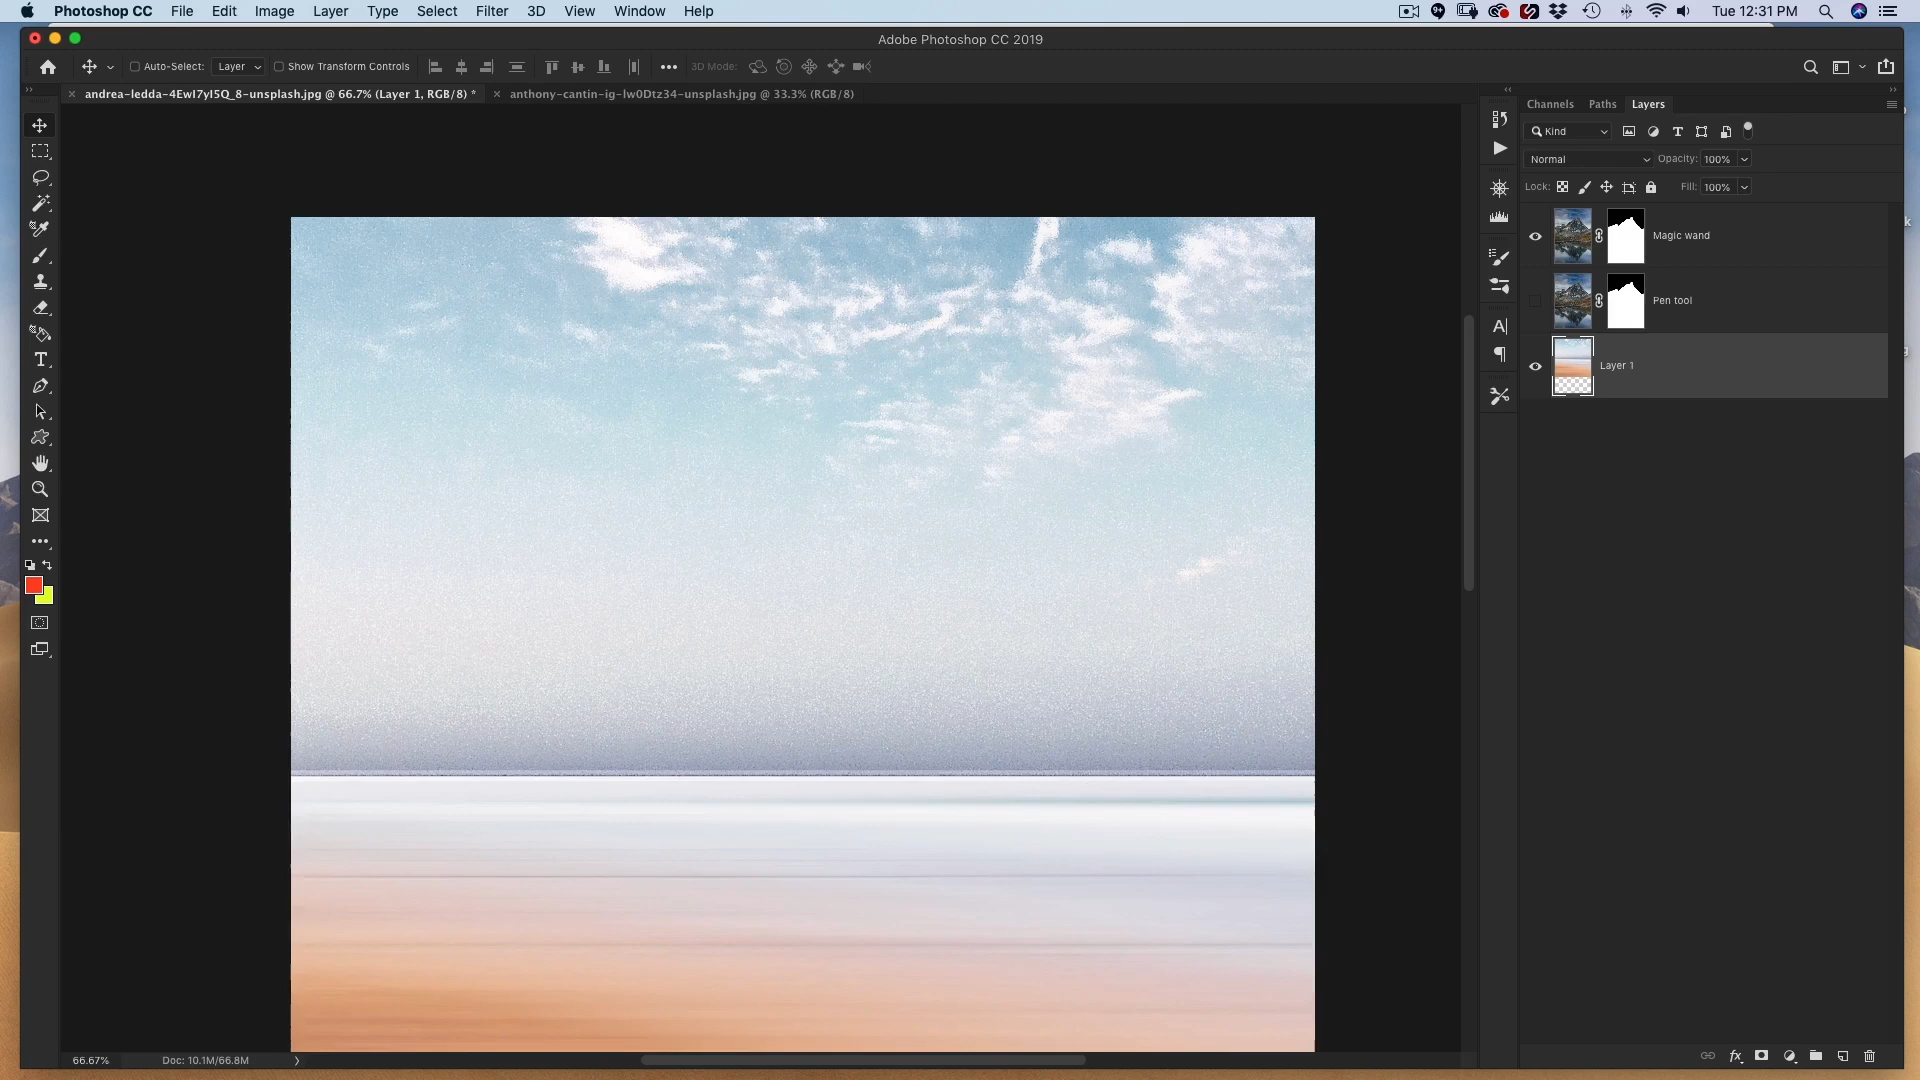 Photoshop CC File Edit Image Layer Type Select Filter 3D View Window Help Tue 12:31 PM
Adobe Photoshop CC 2019
Auto-Select: Layer Show Transform Controls 3D Mode:
andrea-ledda-4EwI7yI5Q_8-unsplash.jpg @ 66.7% (Layer 1, RGB/8) * anthony-cantin-ig-lw0Dtz34-unsplash.jpg @ 33.3% (RGB/8)
Channels Paths Layers
Kind
Normal Opacity: 100%
Lock: Fill: 100%
Magic wand
Pen tool
Layer 1
66.67% Doc: 10.1M/66.8M